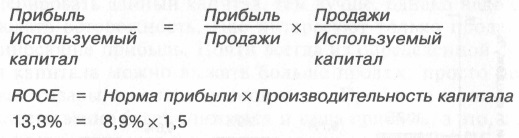 Прибыль = Прибыль × Продажи
Используемый Продажи Используемый
капитал капитал
ROCE = Норма прибыли × Производительность капитала
13,3% = 8,9% × 1,5